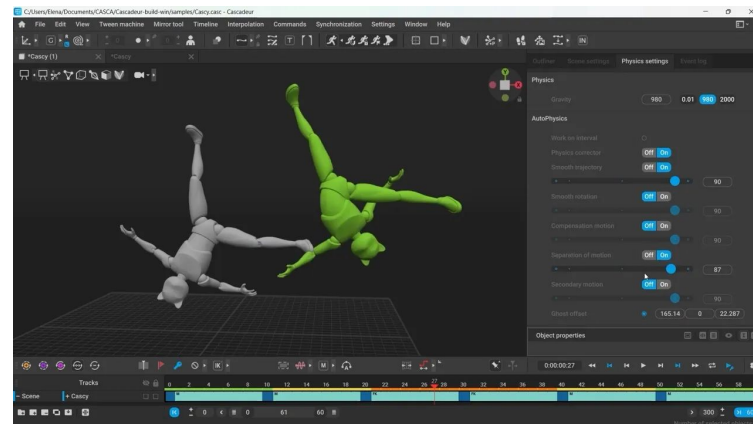 C:/Users/Elena/Documents/CASCA/Cascadeur-build-win/samples/Cascy.casc - Cascadeur
File Edit View Tween machine Mirror tool Timeline Interpolation Commands Synchronization Settings Window Help
*Cascy (1) *Cascy
Outliner Scene settings Physics settings Event log
Physics
Gravity 980 0.01 980 2000
AutoPhysics
Work on interval
Physics corrector Off On
Smooth trajectory Off On
90
Smooth rotation Off On
90
Compensation motion Off On
90
Separation of motion Off On
87
Secondary motion Off On
90
Ghost offset 165.14 0 22.287
Object properties
IK M 0:00:00:27
Tracks 0 2 4 6 8 10 12 14 16 18 20 22 24 26 27 28 30 32 34 36 38 40 42 44 46 48 50 52 54 56 58
Scene + Cascy
0 0 61 60 300